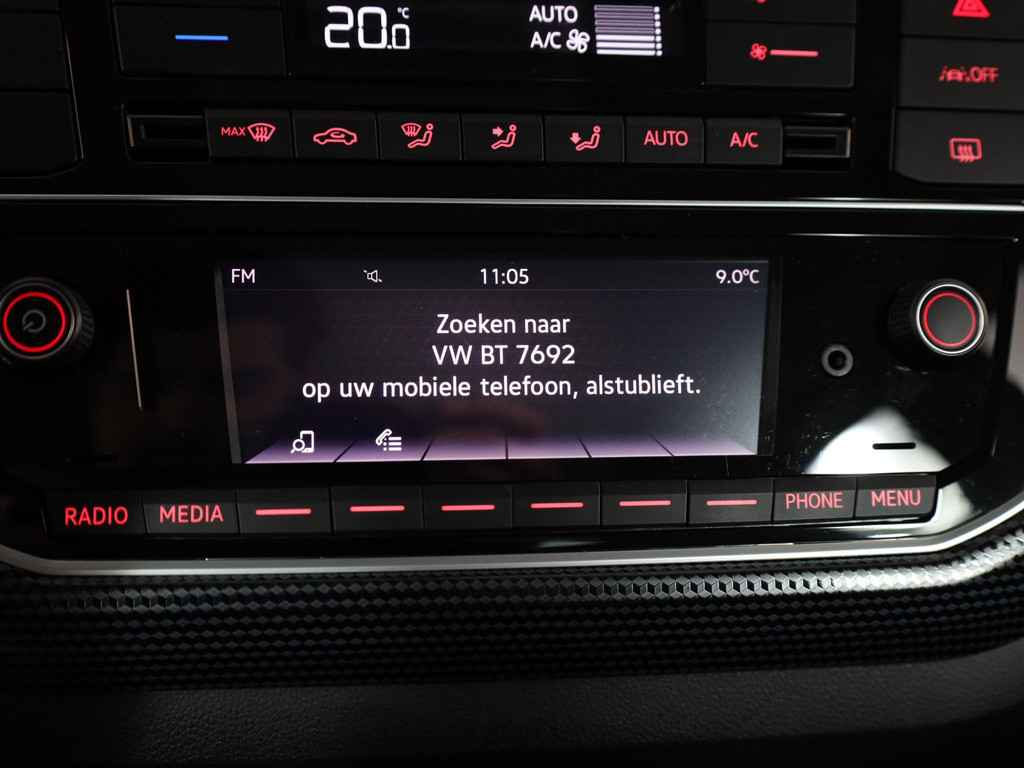 20.0 °C
AUTO
A/C
OFF
MAX
AUTO
A/C
FM 11:05 9.0°C
Zoeken naar
VW BT 7692
op uw mobiele telefoon, alstublieft.
RADIO MEDIA PHONE MENU